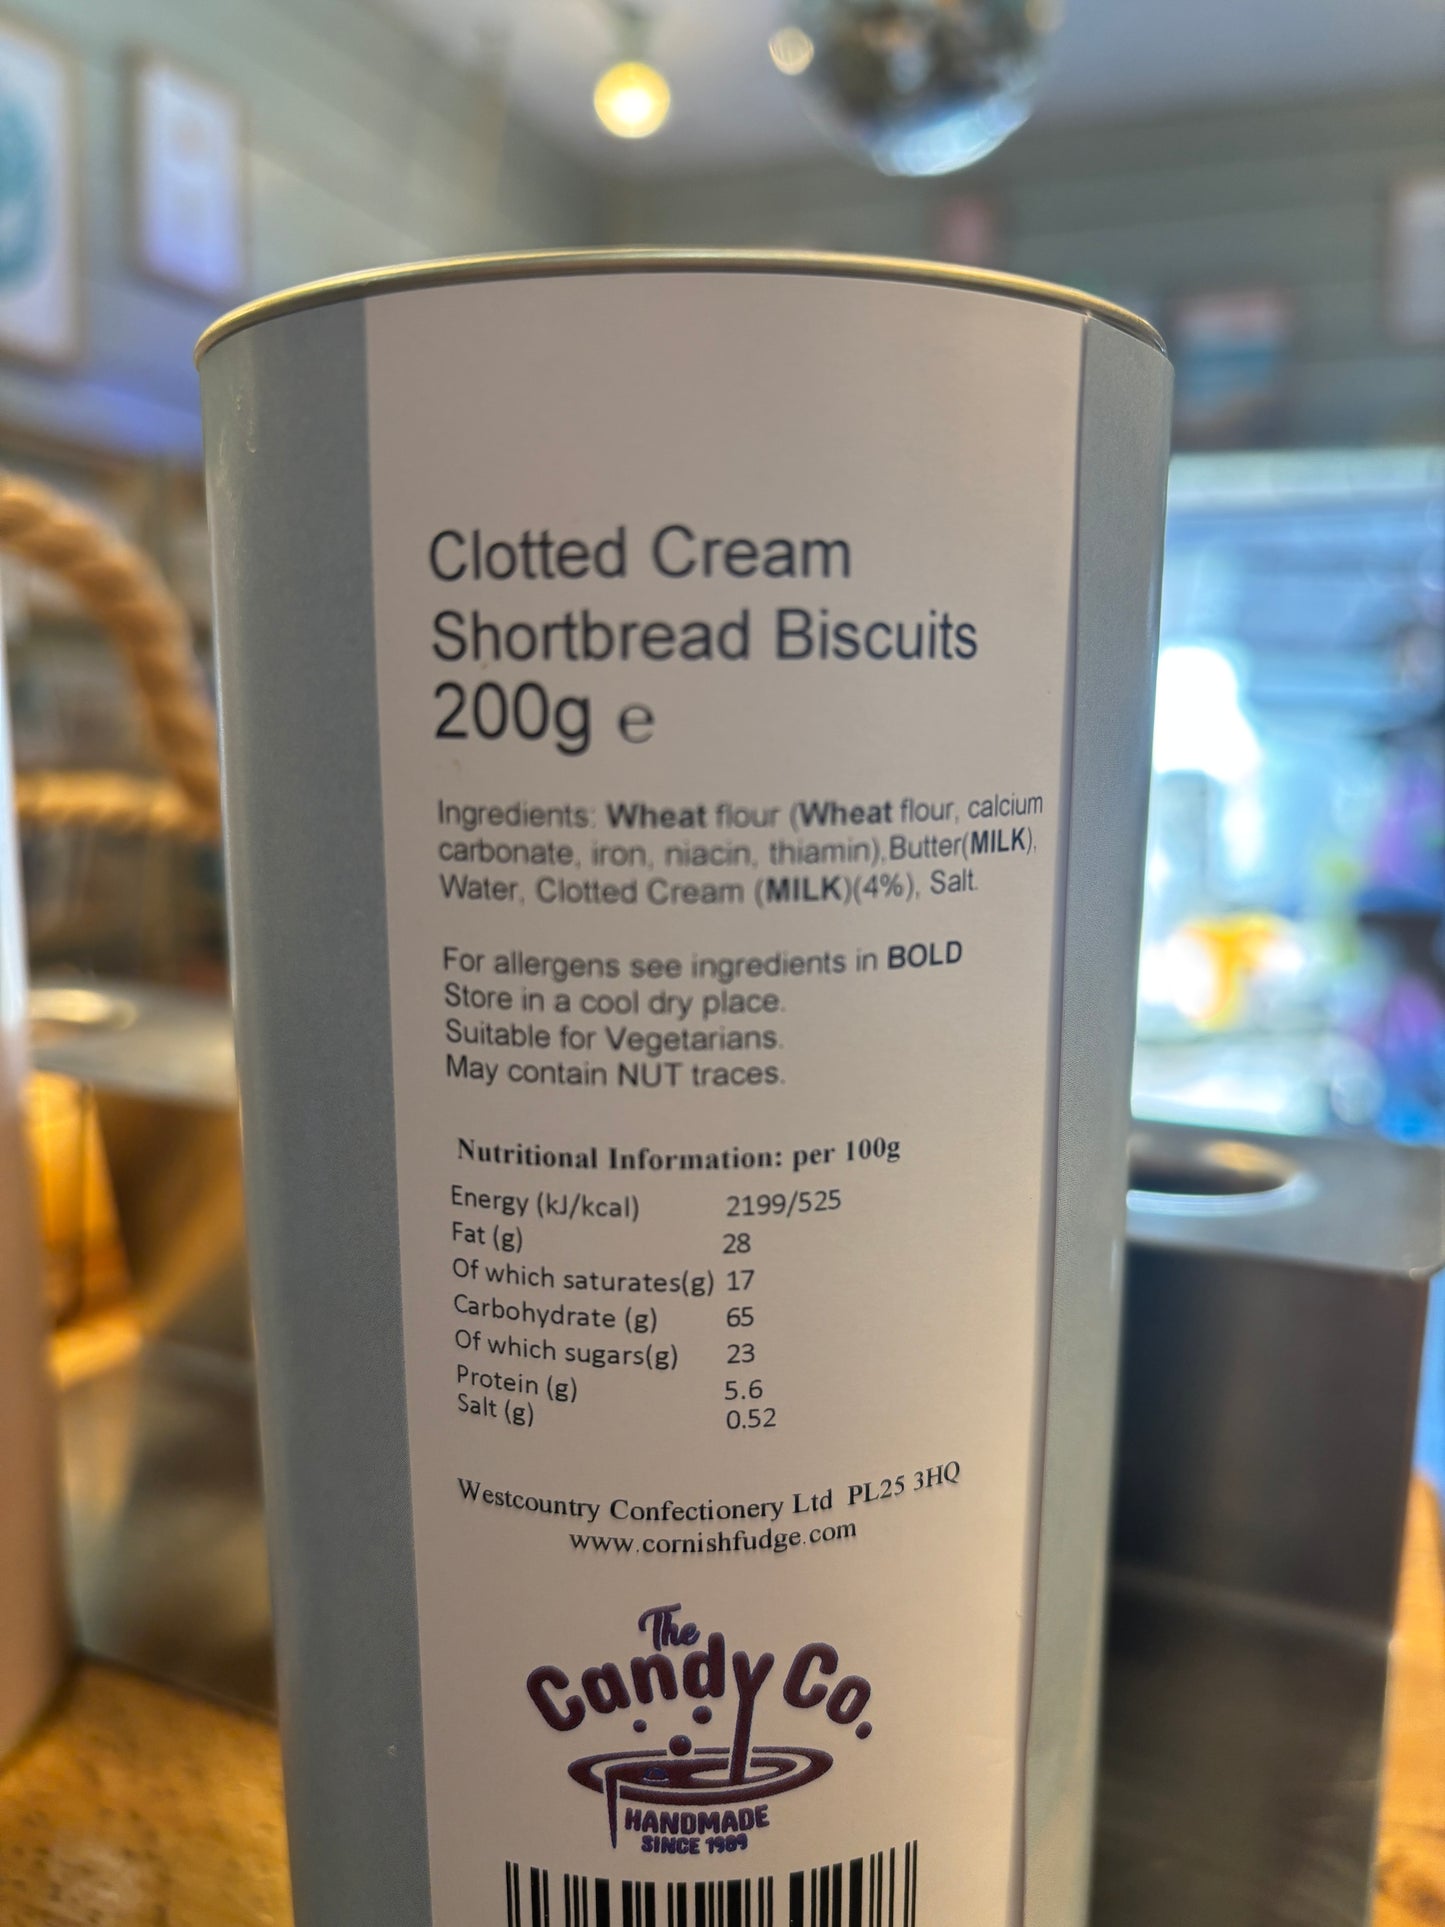 Clotted Cream
Shortbread Biscuits
200g ℮
Ingredients: Wheat flour (Wheat flour, calcium
carbonate, iron, niacin, thiamin),Butter(MILK),
Water, Clotted Cream (MILK)(4%), Salt.
For allergens see ingredients in BOLD
Store in a cool dry place.
Suitable for Vegetarians.
May contain NUT traces.
Nutritional Information: per 100g
Energy (kJ/kcal) 2199/525
Fat (g) 28
Of which saturates(g) 17
Carbohydrate (g) 65
Of which sugars(g) 23
Protein (g) 5.6
Salt (g) 0.52
Westcountry Confectionery Ltd PL25 3HQ
www.cornishfudge.com
The
Candy Co.
HANDMADE
SINCE 1989